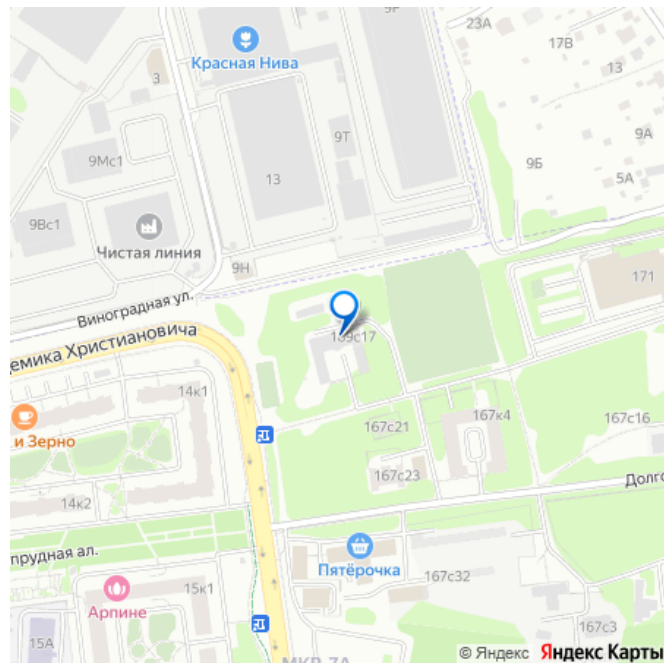 23А
17В
Красная Нива
3
13
9Т
9А
9Мс1
13
9Б
5А
9Вс1
Чистая линия
9Н
171
Виноградная ул.
демика Христиановича
14к1
и Зерно
167с21
167к4
167с16
167с23
14к2
Долго
прудная ал.
Пятёрочка
15к1
167с32
Арпине
15А
167с3
© Яндекс Яндекс Карты